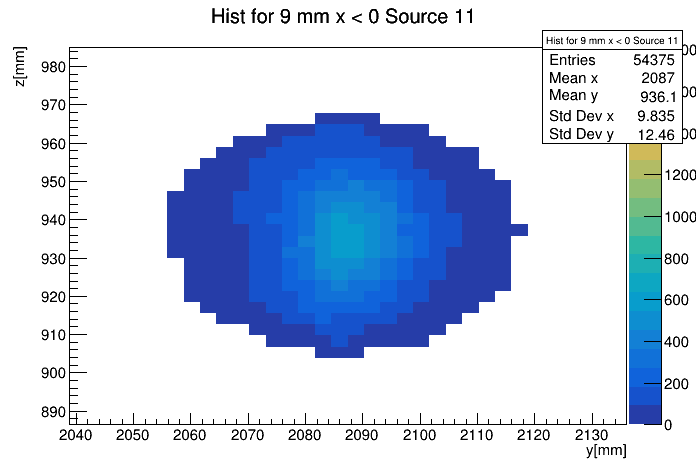 Hist for 9 mm x < 0 Source 11
z[mm]
980
970
960
950
940
930
920
910
900
890
2040 2050 2060 2070 2080 2090 2100 2110 2120 2130
y[mm]
Hist for 9 mm x < 0 Source 11
Entries 54375
Mean x 2087
Mean y 936.1
Std Dev x 9.835
Std Dev y 12.46
1200
1000
800
600
400
200
0